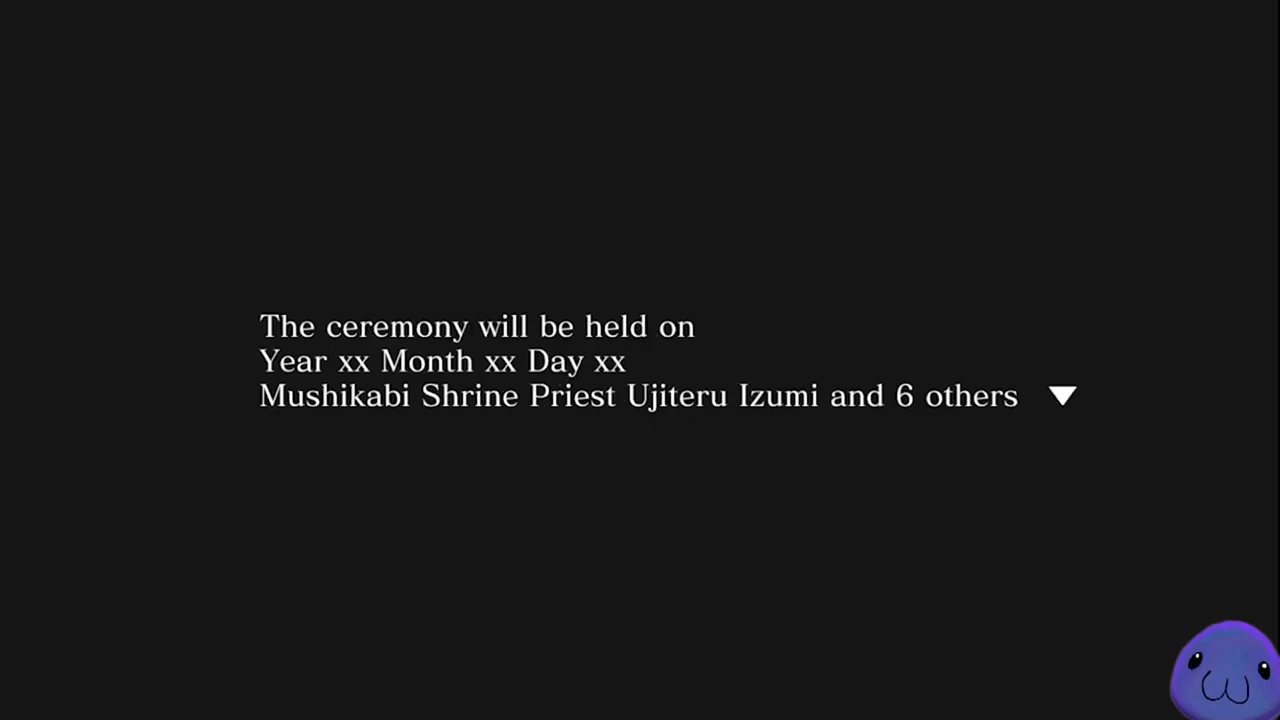 The ceremony will be held on
Year xx Month xx Day xx
Mushikabi Shrine Priest Ujiteru Izumi and 6 others